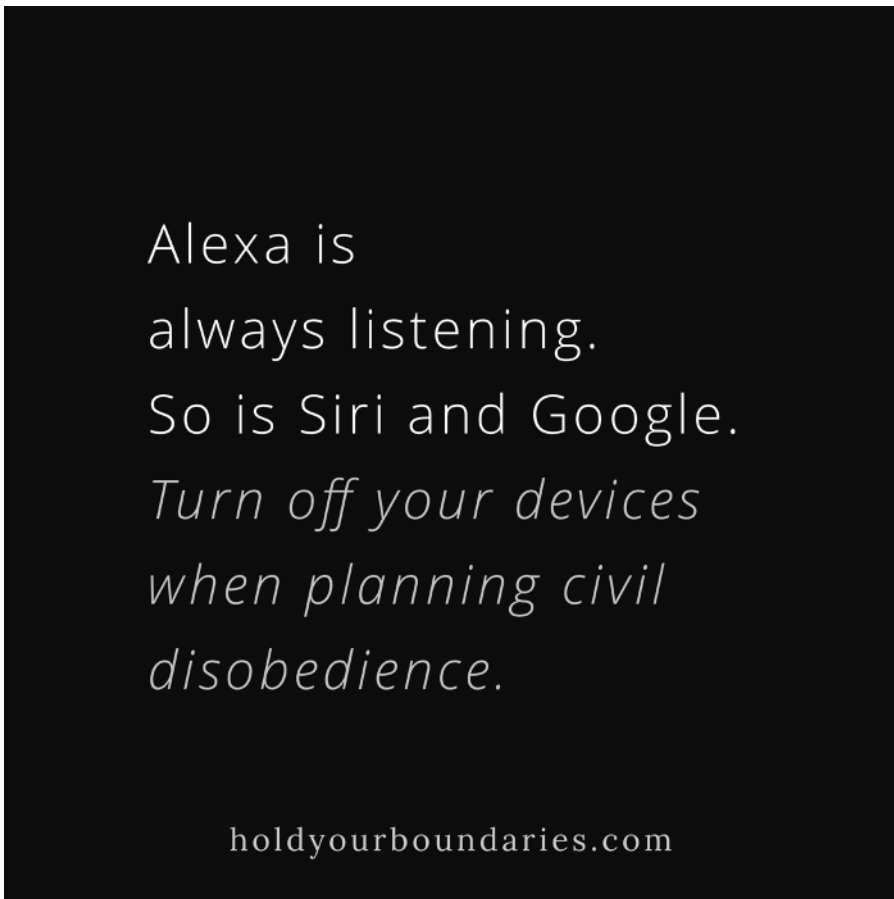 Alexa is
always listening.
So is Siri and Google.
Turn off your devices
when planning civil
disobedience.
holdyourboundaries.com